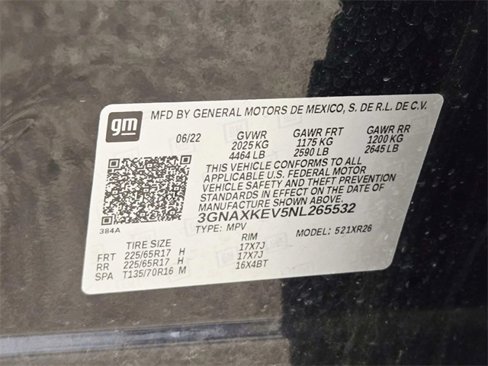 gm
MFD BY GENERAL MOTORS DE MEXICO, S. DE R.L. DE C.V.
06/22 GVWR GAWR FRT GAWR RR
2025 KG 1175 KG 1200 KG
4464 LB 2590 LB 2645 LB
THIS VEHICLE CONFORMS TO ALL
APPLICABLE U.S. FEDERAL MOTOR
VEHICLE SAFETY AND THEFT PREVENTION
STANDARDS IN EFFECT ON THE DATE OF
MANUFACTURE SHOWN ABOVE.
3GNAXKEV5NL265532
384A
TYPE: MPV MODEL: 521XR26
TIRE SIZE RIM
FRT 225/65R17 H 17X7J
RR 225/65R17 H 17X7J
SPA T135/70R16 M 16X4BT